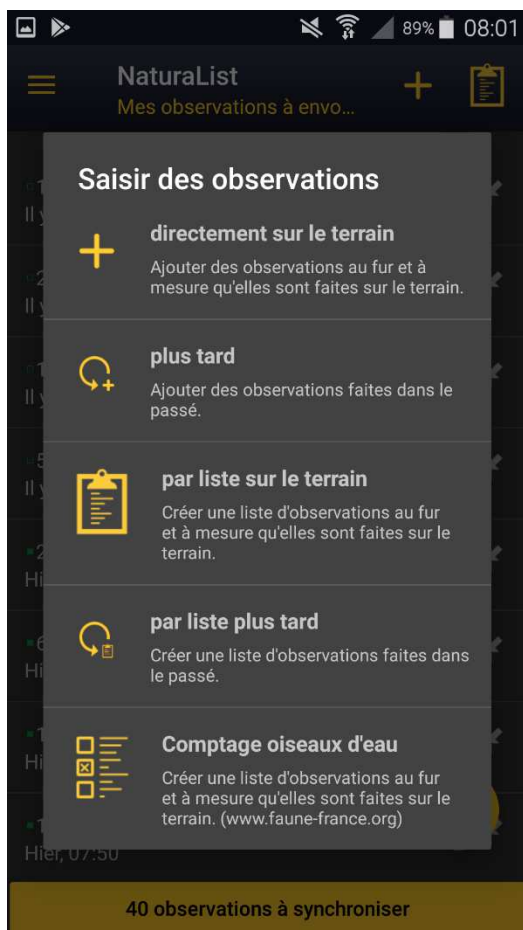 89% 08:01
NaturaList
Mes observations à envo...
Saisir des observations
directement sur le terrain
Ajouter des observations au fur et à
mesure qu'elles sont faites sur le terrain.
plus tard
Ajouter des observations faites dans le
passé.
par liste sur le terrain
Créer une liste d'observations au fur
et à mesure qu'elles sont faites sur le
terrain.
par liste plus tard
Créer une liste d'observations faites dans
le passé.
Comptage oiseaux d'eau
Créer une liste d'observations au fur
et à mesure qu'elles sont faites sur le
terrain. (www.faune-france.org)
Hier, 07:50
40 observations à synchroniser